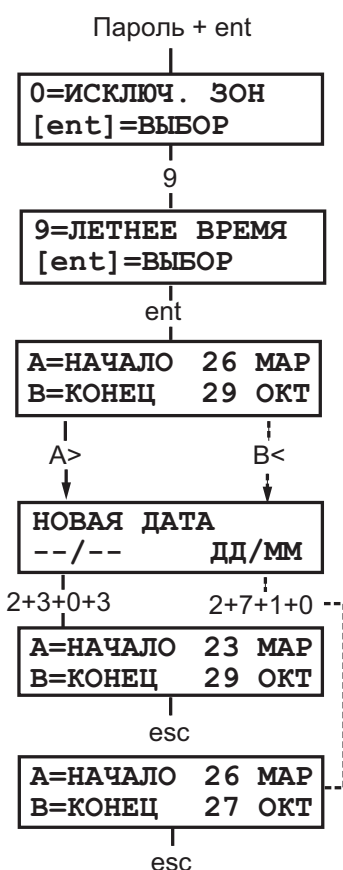 Пароль + ent
0=ИСКЛЮЧ. ЗОН
[ent]=ВЫБОР
9
9=ЛЕТНЕЕ ВРЕМЯ
[ent]=ВЫБОР
ent
А=НАЧАЛО 26 МАР
В=КОНЕЦ 29 ОКТ
A> B<
НОВАЯ ДАТА
--/-- ДД/ММ
2+3+0+3 2+7+1+0
А=НАЧАЛО 23 МАР
В=КОНЕЦ 29 ОКТ
esc
А=НАЧАЛО 26 МАР
В=КОНЕЦ 27 ОКТ
esc